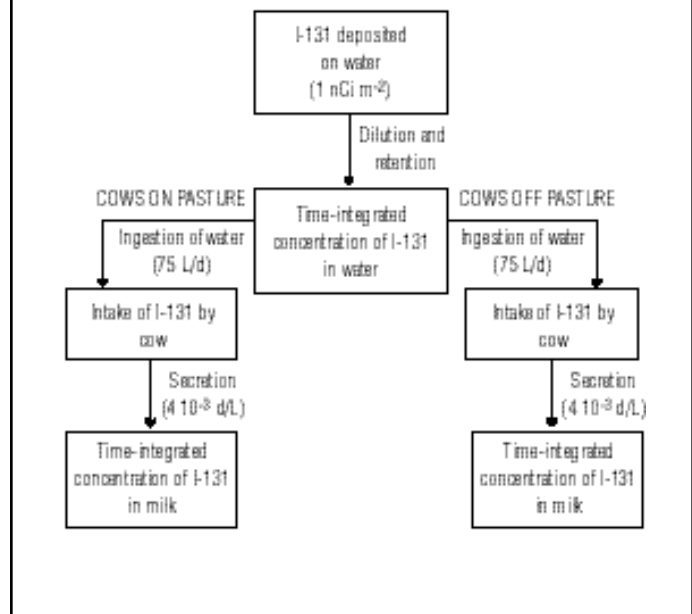 I-131 deposited
on water
(1 nCi m-2)
Dilution and
retention
COWS ON PASTURE
COWS OFF PASTURE
Time-integrated
concentration of I-131
in water
Ingestion of water
(75 L/d)
Ingestion of water
(75 L/d)
Intake of I-131 by
cow
Intake of I-131 by
cow
Secretion
(4 10-3 d/L)
Secretion
(4 10-3 d/L)
Time-integrated
concentration of I-131
in milk
Time-integrated
concentration of I-131
in milk